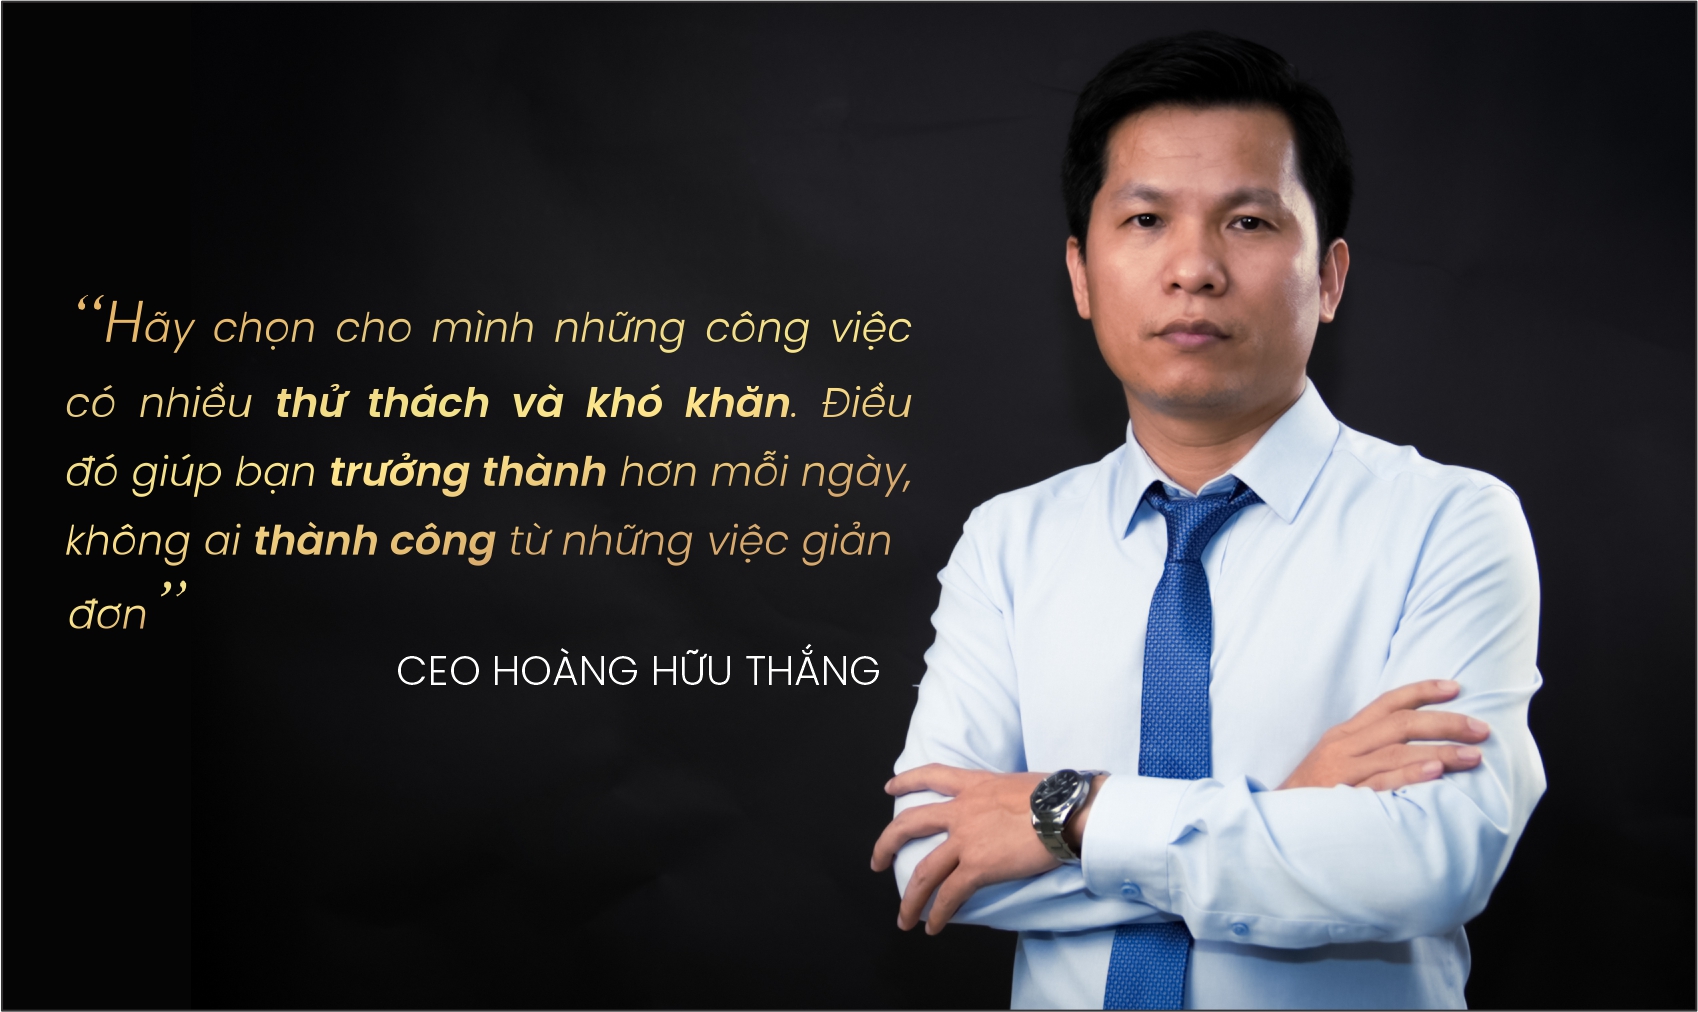 “Hãy chọn cho mình những công việc
có nhiều thử thách và khó khăn. Điều
đó giúp bạn trưởng thành hơn mỗi ngày,
không ai thành công từ những việc giản
đơn”
CEO HOÀNG HỮU THẮNG